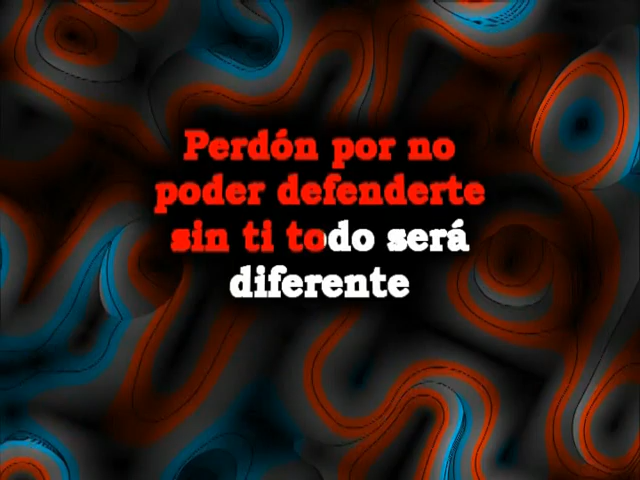 Perdón por no
poder defenderte
sin ti todo será
diferente